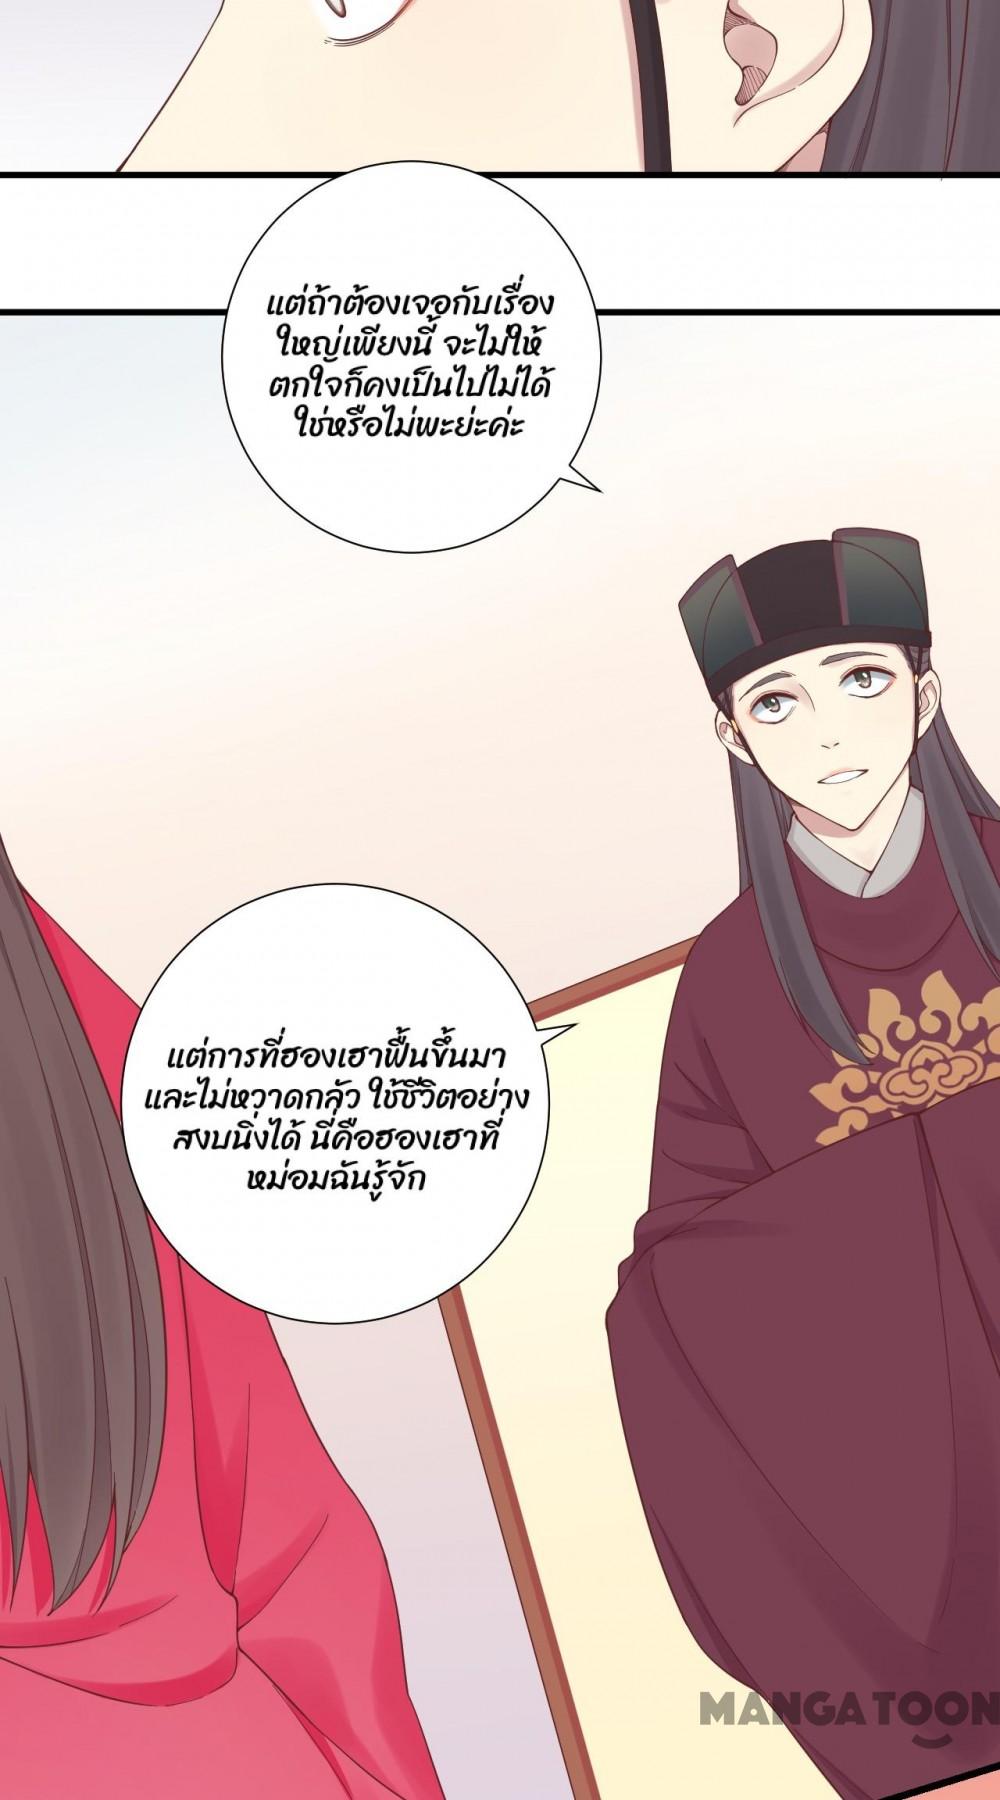 แต่ถ้าต้องเจอกับเรื่อง
ใหญ่เพียงนี้ จะไม่ให้
ตกใจก็คงเป็นไปไม่ได้
ใช่หรือไม่พะย่ะค่ะ
แต่การที่ฮองเฮาฟื้นขึ้นมา
และไม่หวาดกลัว ใช้ชีวิตอย่าง
สงบนิ่งได้ นี่คือฮองเฮาที่
หม่อมฉันรู้จัก
MANGATOON